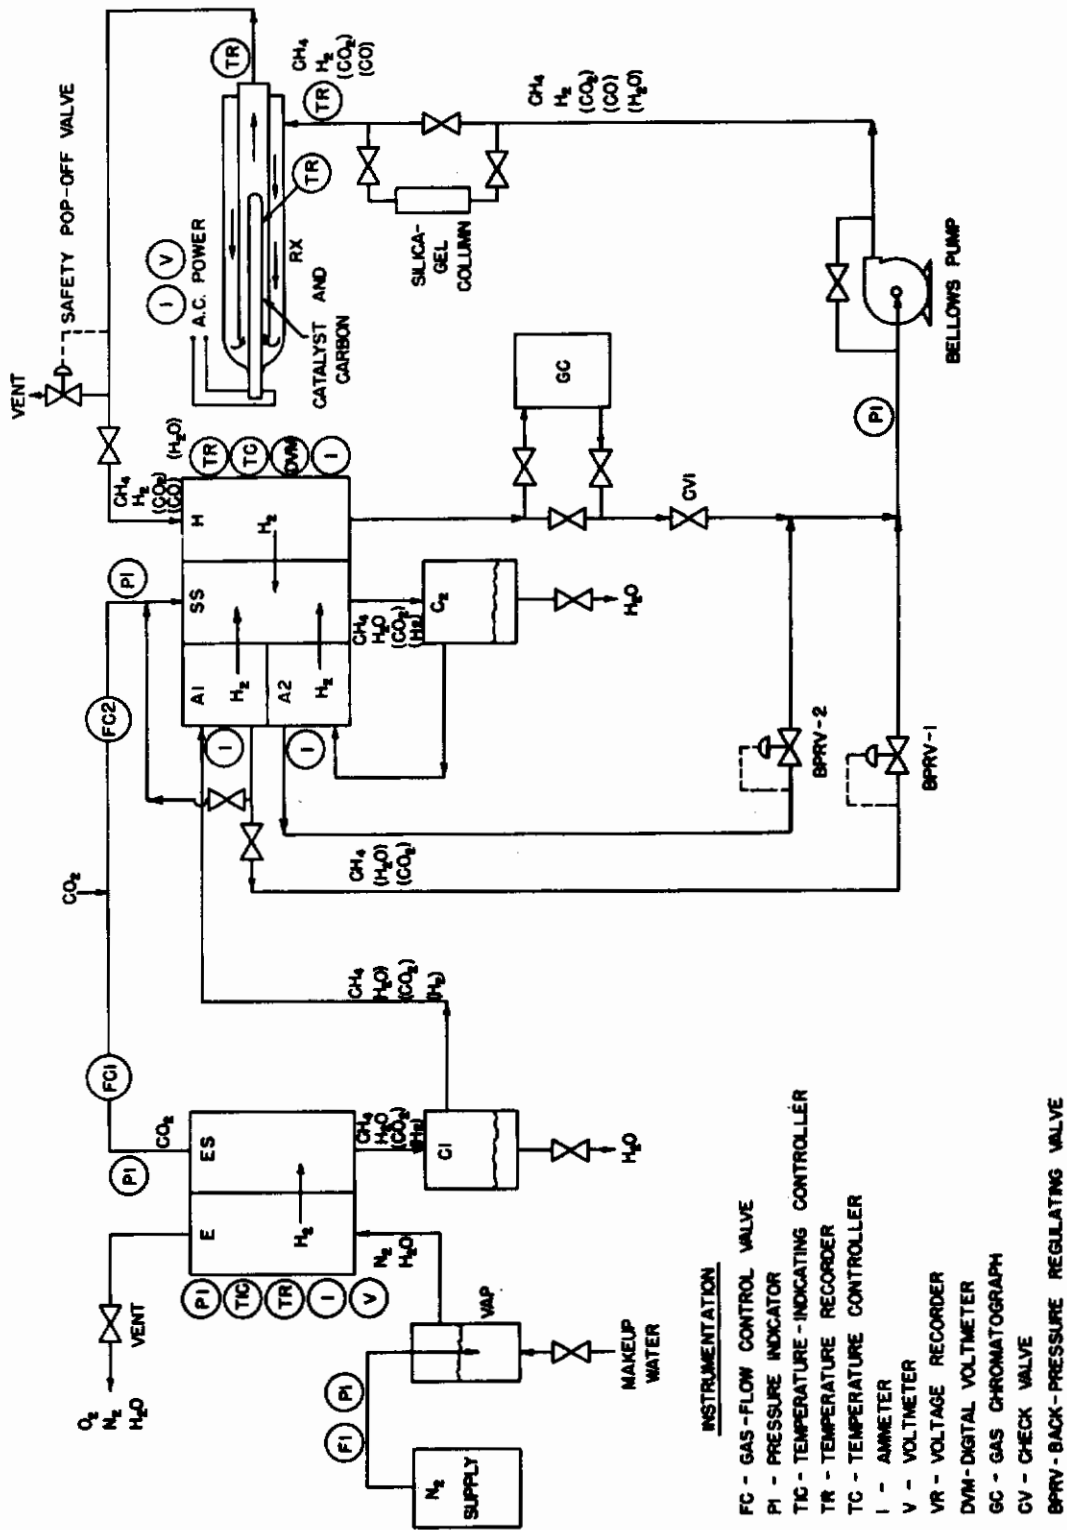 VENT
SAFETY POP-OFF VALVE
I
V
A.C. POWER
TR
TR
TR
CH₄
H₂
(CO₂)
(CO)
CH₄
H₂
(CO₂)
(CO)
(H₂O)
RX
CATALYST AND
CARBON
SILICA-
GEL
COLUMN
BELLOWS PUMP
PI
GC
CV1
CH₄
H₂
(CO₂)
(CO)
(H₂O)
TR
TC
DVM
I
H
H₂
SS
A1
H₂
A2
H₂
PI
FC2
I
I
CH₄
H₂O
(CO₂)
(H₂)
C₂
H₂O
BPRV-2
BPRV-1
CH₄
(H₂O)
(CO₂)
CO₂
FC1
CO₂
PI
CH₄
(H₂O)
(CO₂)
(H₂)
E
ES
H₂
CH₄
H₂O
(CO₂)
(H₂)
C1
H₂O
PI
TIC
TR
I
V
N₂
H₂O
VENT
O₂
N₂
H₂O
VAP
MAKEUP
WATER
FI
PI
N₂
SUPPLY
INSTRUMENTATION
FC - GAS-FLOW CONTROL VALVE
PI - PRESSURE INDICATOR
TIC - TEMPERATURE-INDICATING CONTROLLER
TR - TEMPERATURE RECORDER
TC - TEMPERATURE CONTROLLER
I - AMMETER
V - VOLTMETER
VR - VOLTAGE RECORDER
DVM-DIGITAL VOLTMETER
GC - GAS CHROMATOGRAPH
CV - CHECK VALVE
BPRV-BACK-PRESSURE REGULATING VALVE